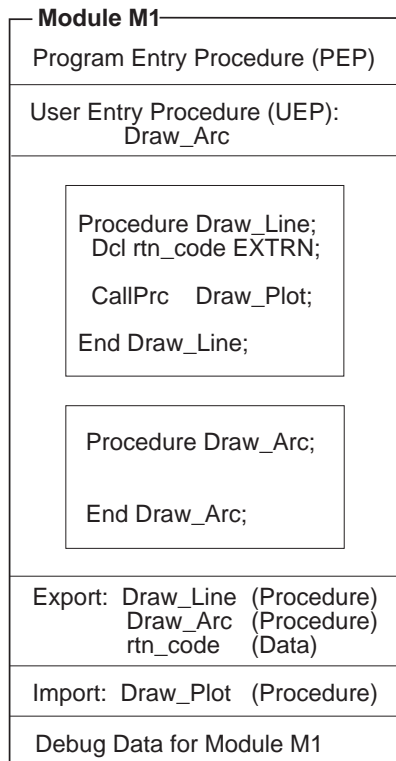 Module M1
Program Entry Procedure (PEP)
User Entry Procedure (UEP):
Draw_Arc
Procedure Draw_Line;
Dcl rtn_code EXTRN;
CallPrc Draw_Plot;
End Draw_Line;
Procedure Draw_Arc;
End Draw_Arc;
Export: Draw_Line (Procedure)
Draw_Arc (Procedure)
rtn_code (Data)
Import: Draw_Plot (Procedure)
Debug Data for Module M1